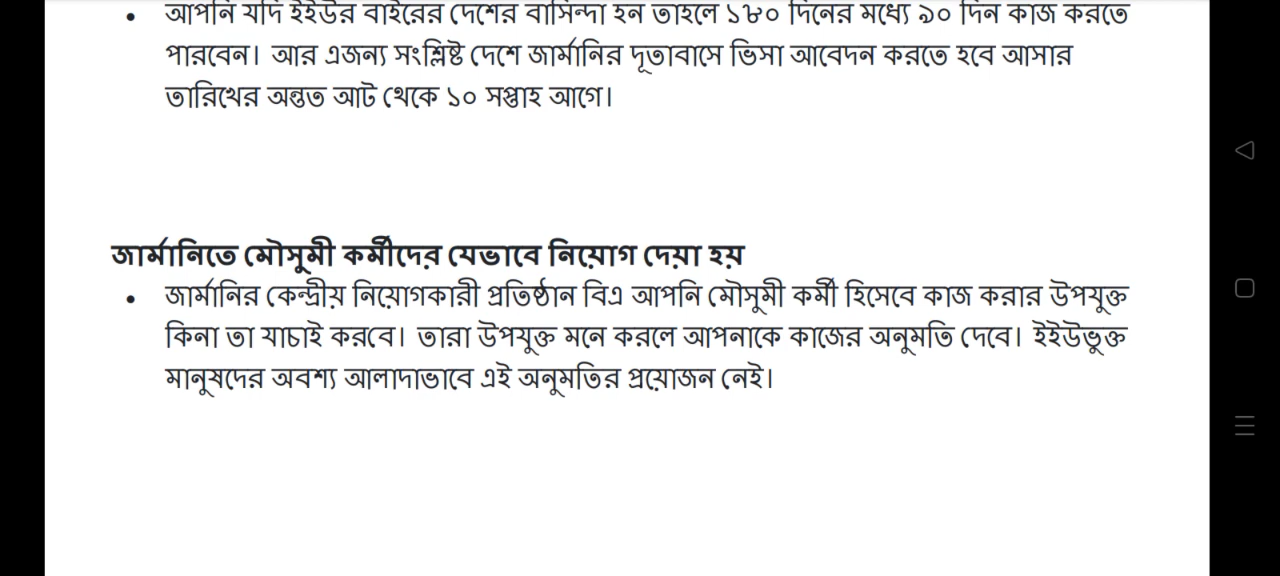 আপনি যদি ইইউর বাইরের দেশের বাসিন্দা হন তাহলে ১৮০ দিনের মধ্যে ৯০ দিন কাজ করতে
পারবেন। আর এজন্য সংশ্লিষ্ট দেশে জার্মানির দূতাবাসে ভিসা আবেদন করতে হবে আসার
তারিখের অন্তত আট থেকে ১০ সপ্তাহ আগে।
জার্মানিতে মৌসুমী কর্মীদের যেভাবে নিয়োগ দেয়া হয়
জার্মানির কেন্দ্রীয় নিয়োগকারী প্রতিষ্ঠান বিএ আপনি মৌসুমী কর্মী হিসেবে কাজ করার উপযুক্ত
কিনা তা যাচাই করবে। তারা উপযুক্ত মনে করলে আপনাকে কাজের অনুমতি দেবে। ইইউভুক্ত
মানুষদের অবশ্য আলাদাভাবে এই অনুমতির প্রয়োজন নেই।